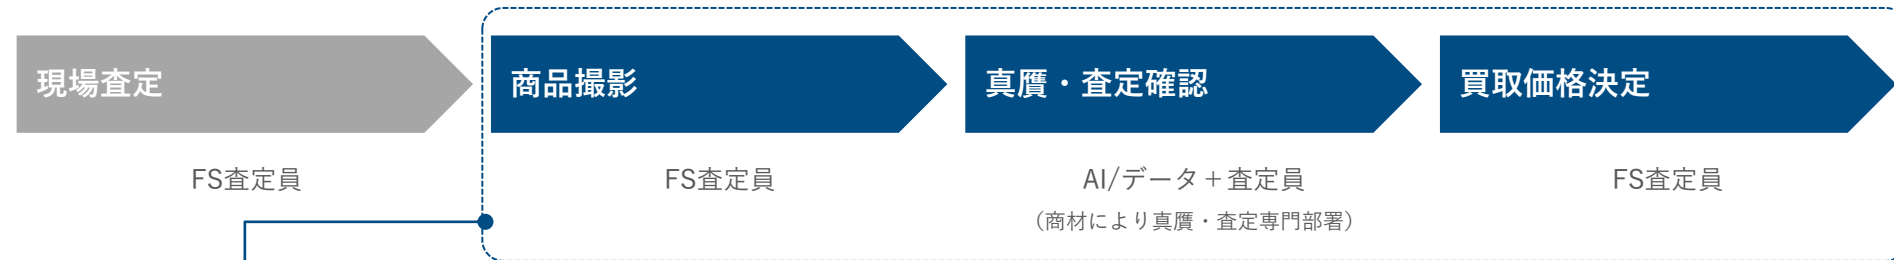 現場査定
商品撮影
真贋・査定確認
買取価格決定
FS査定員
FS査定員
AI/データ＋査定員
FS査定員
（商材により真贋・査定専門部署）